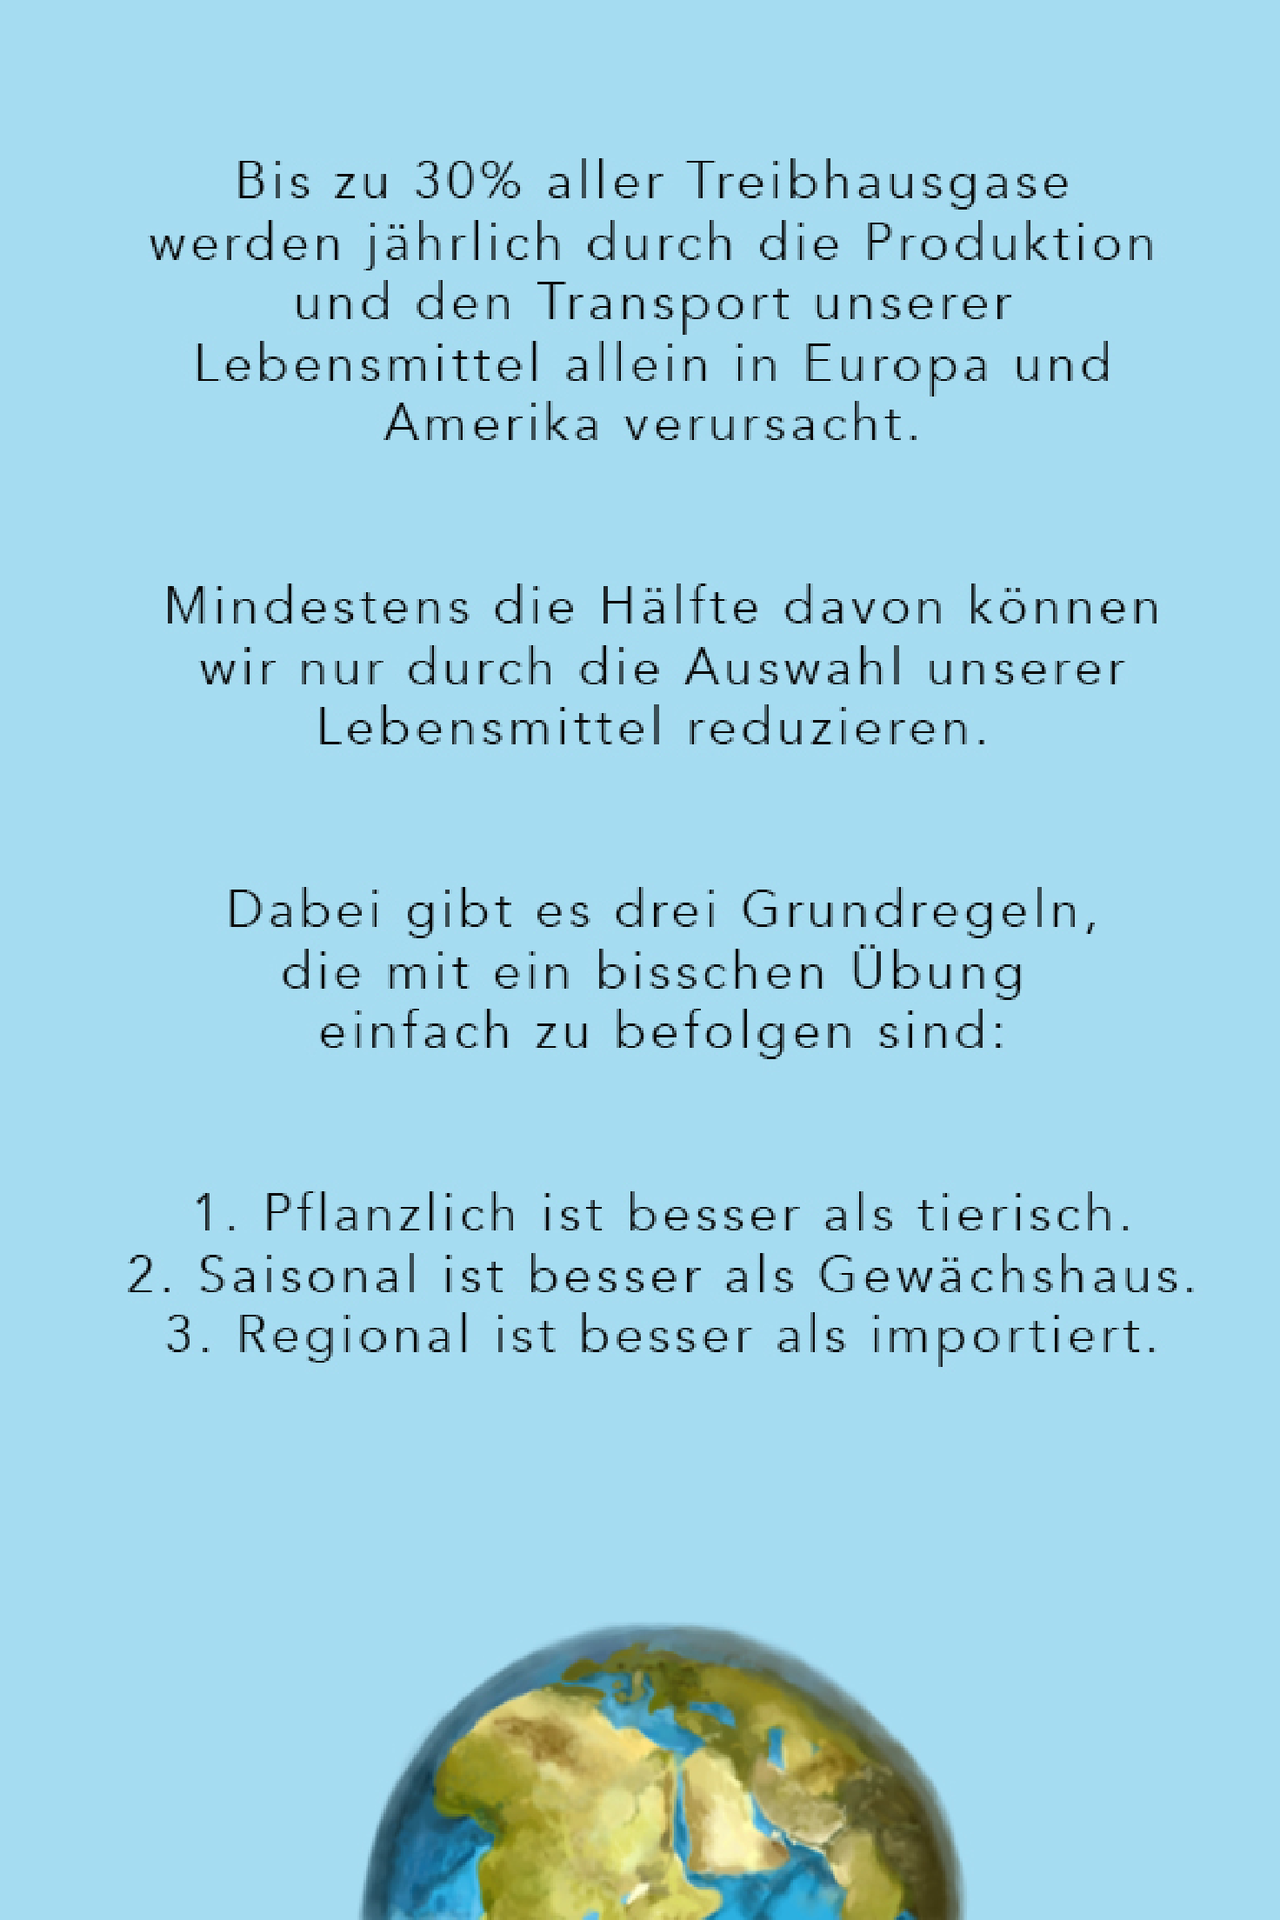 Bis zu 30% aller Treibhausgase
werden jährlich durch die Produktion
und den Transport unserer
Lebensmittel allein in Europa und
Amerika verursacht.
Mindestens die Hälfte davon können
wir nur durch die Auswahl unserer
Lebensmittel reduzieren.
Dabei gibt es drei Grundregeln,
die mit ein bisschen Übung
einfach zu befolgen sind:
1. Pflanzlich ist besser als tierisch.
2. Saisonal ist besser als Gewächshaus.
3. Regional ist besser als importiert.